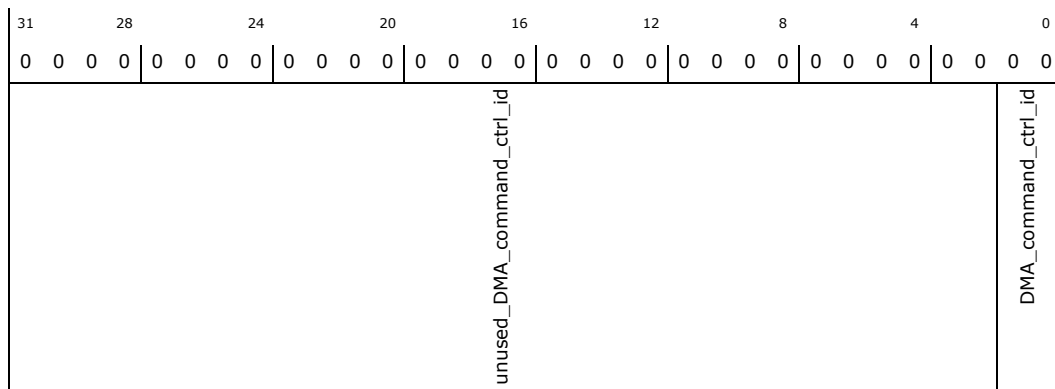 31 28 24 20 16 12 8 4 0
0 0 0 0 0 0 0 0 0 0 0 0 0 0 0 0 0 0 0 0 0 0 0 0 0 0 0 0 0 0 0 0
unused_DMA_command_ctrl_id
DMA_command_ctrl_id